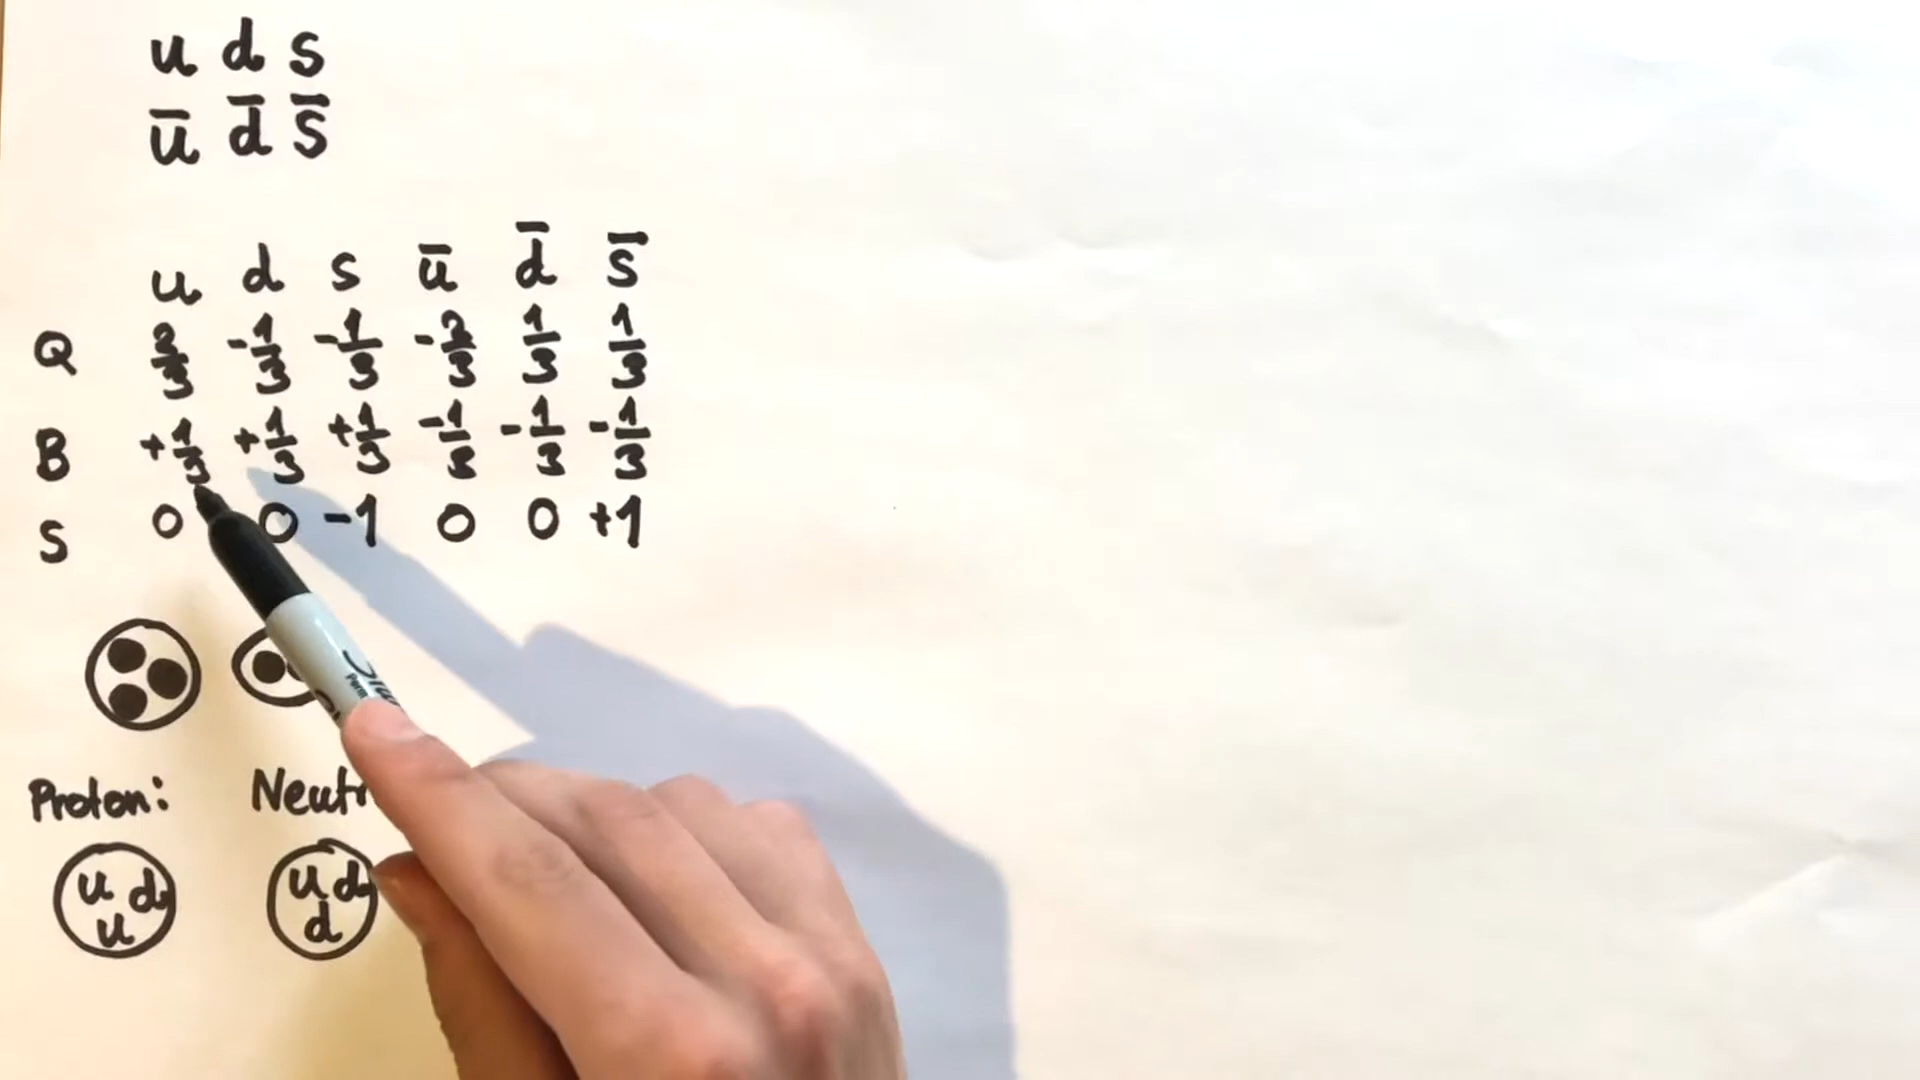 u d s
ū d̄ s̄
u d s ū d̄ s̄
Q 2/3 -1/3 -1/3 -2/3 1/3 1/3
B +1/3 +1/3 +1/3 -1/3 -1/3 -1/3
S 0 0 -1 0 0 +1
Proton: Neutr
u d u d
u d